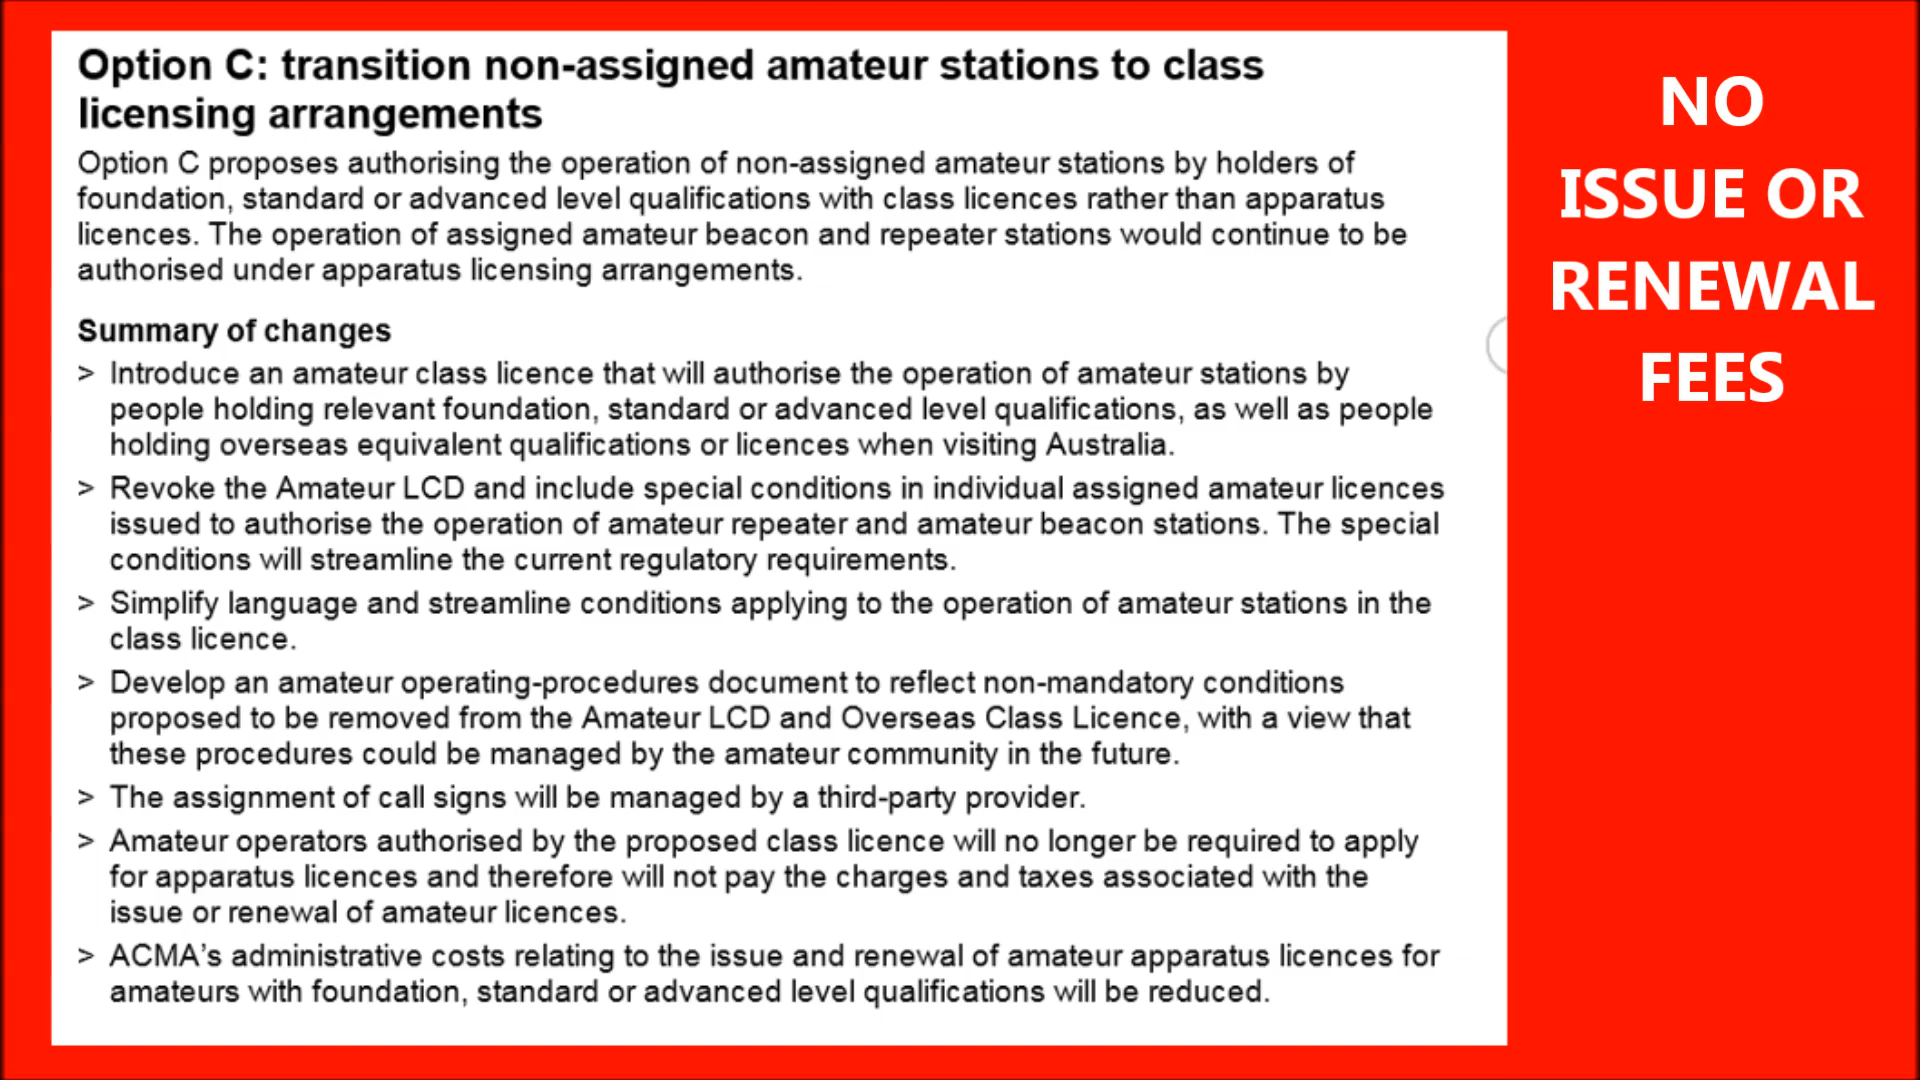 Option C: transition non-assigned amateur stations to class
licensing arrangements
Option C proposes authorising the operation of non-assigned amateur stations by holders of
foundation, standard or advanced level qualifications with class licences rather than apparatus
licences. The operation of assigned amateur beacon and repeater stations would continue to be
authorised under apparatus licensing arrangements.
Summary of changes
> Introduce an amateur class licence that will authorise the operation of amateur stations by
people holding relevant foundation, standard or advanced level qualifications, as well as people
holding overseas equivalent qualifications or licences when visiting Australia.
> Revoke the Amateur LCD and include special conditions in individual assigned amateur licences
issued to authorise the operation of amateur repeater and amateur beacon stations. The special
conditions will streamline the current regulatory requirements.
> Simplify language and streamline conditions applying to the operation of amateur stations in the
class licence.
> Develop an amateur operating-procedures document to reflect non-mandatory conditions
proposed to be removed from the Amateur LCD and Overseas Class Licence, with a view that
these procedures could be managed by the amateur community in the future.
> The assignment of call signs will be managed by a third-party provider.
> Amateur operators authorised by the proposed class licence will no longer be required to apply
for apparatus licences and therefore will not pay the charges and taxes associated with the
issue or renewal of amateur licences.
> ACMA's administrative costs relating to the issue and renewal of amateur apparatus licences for
amateurs with foundation, standard or advanced level qualifications will be reduced.
NO
ISSUE OR
RENEWAL
FEES